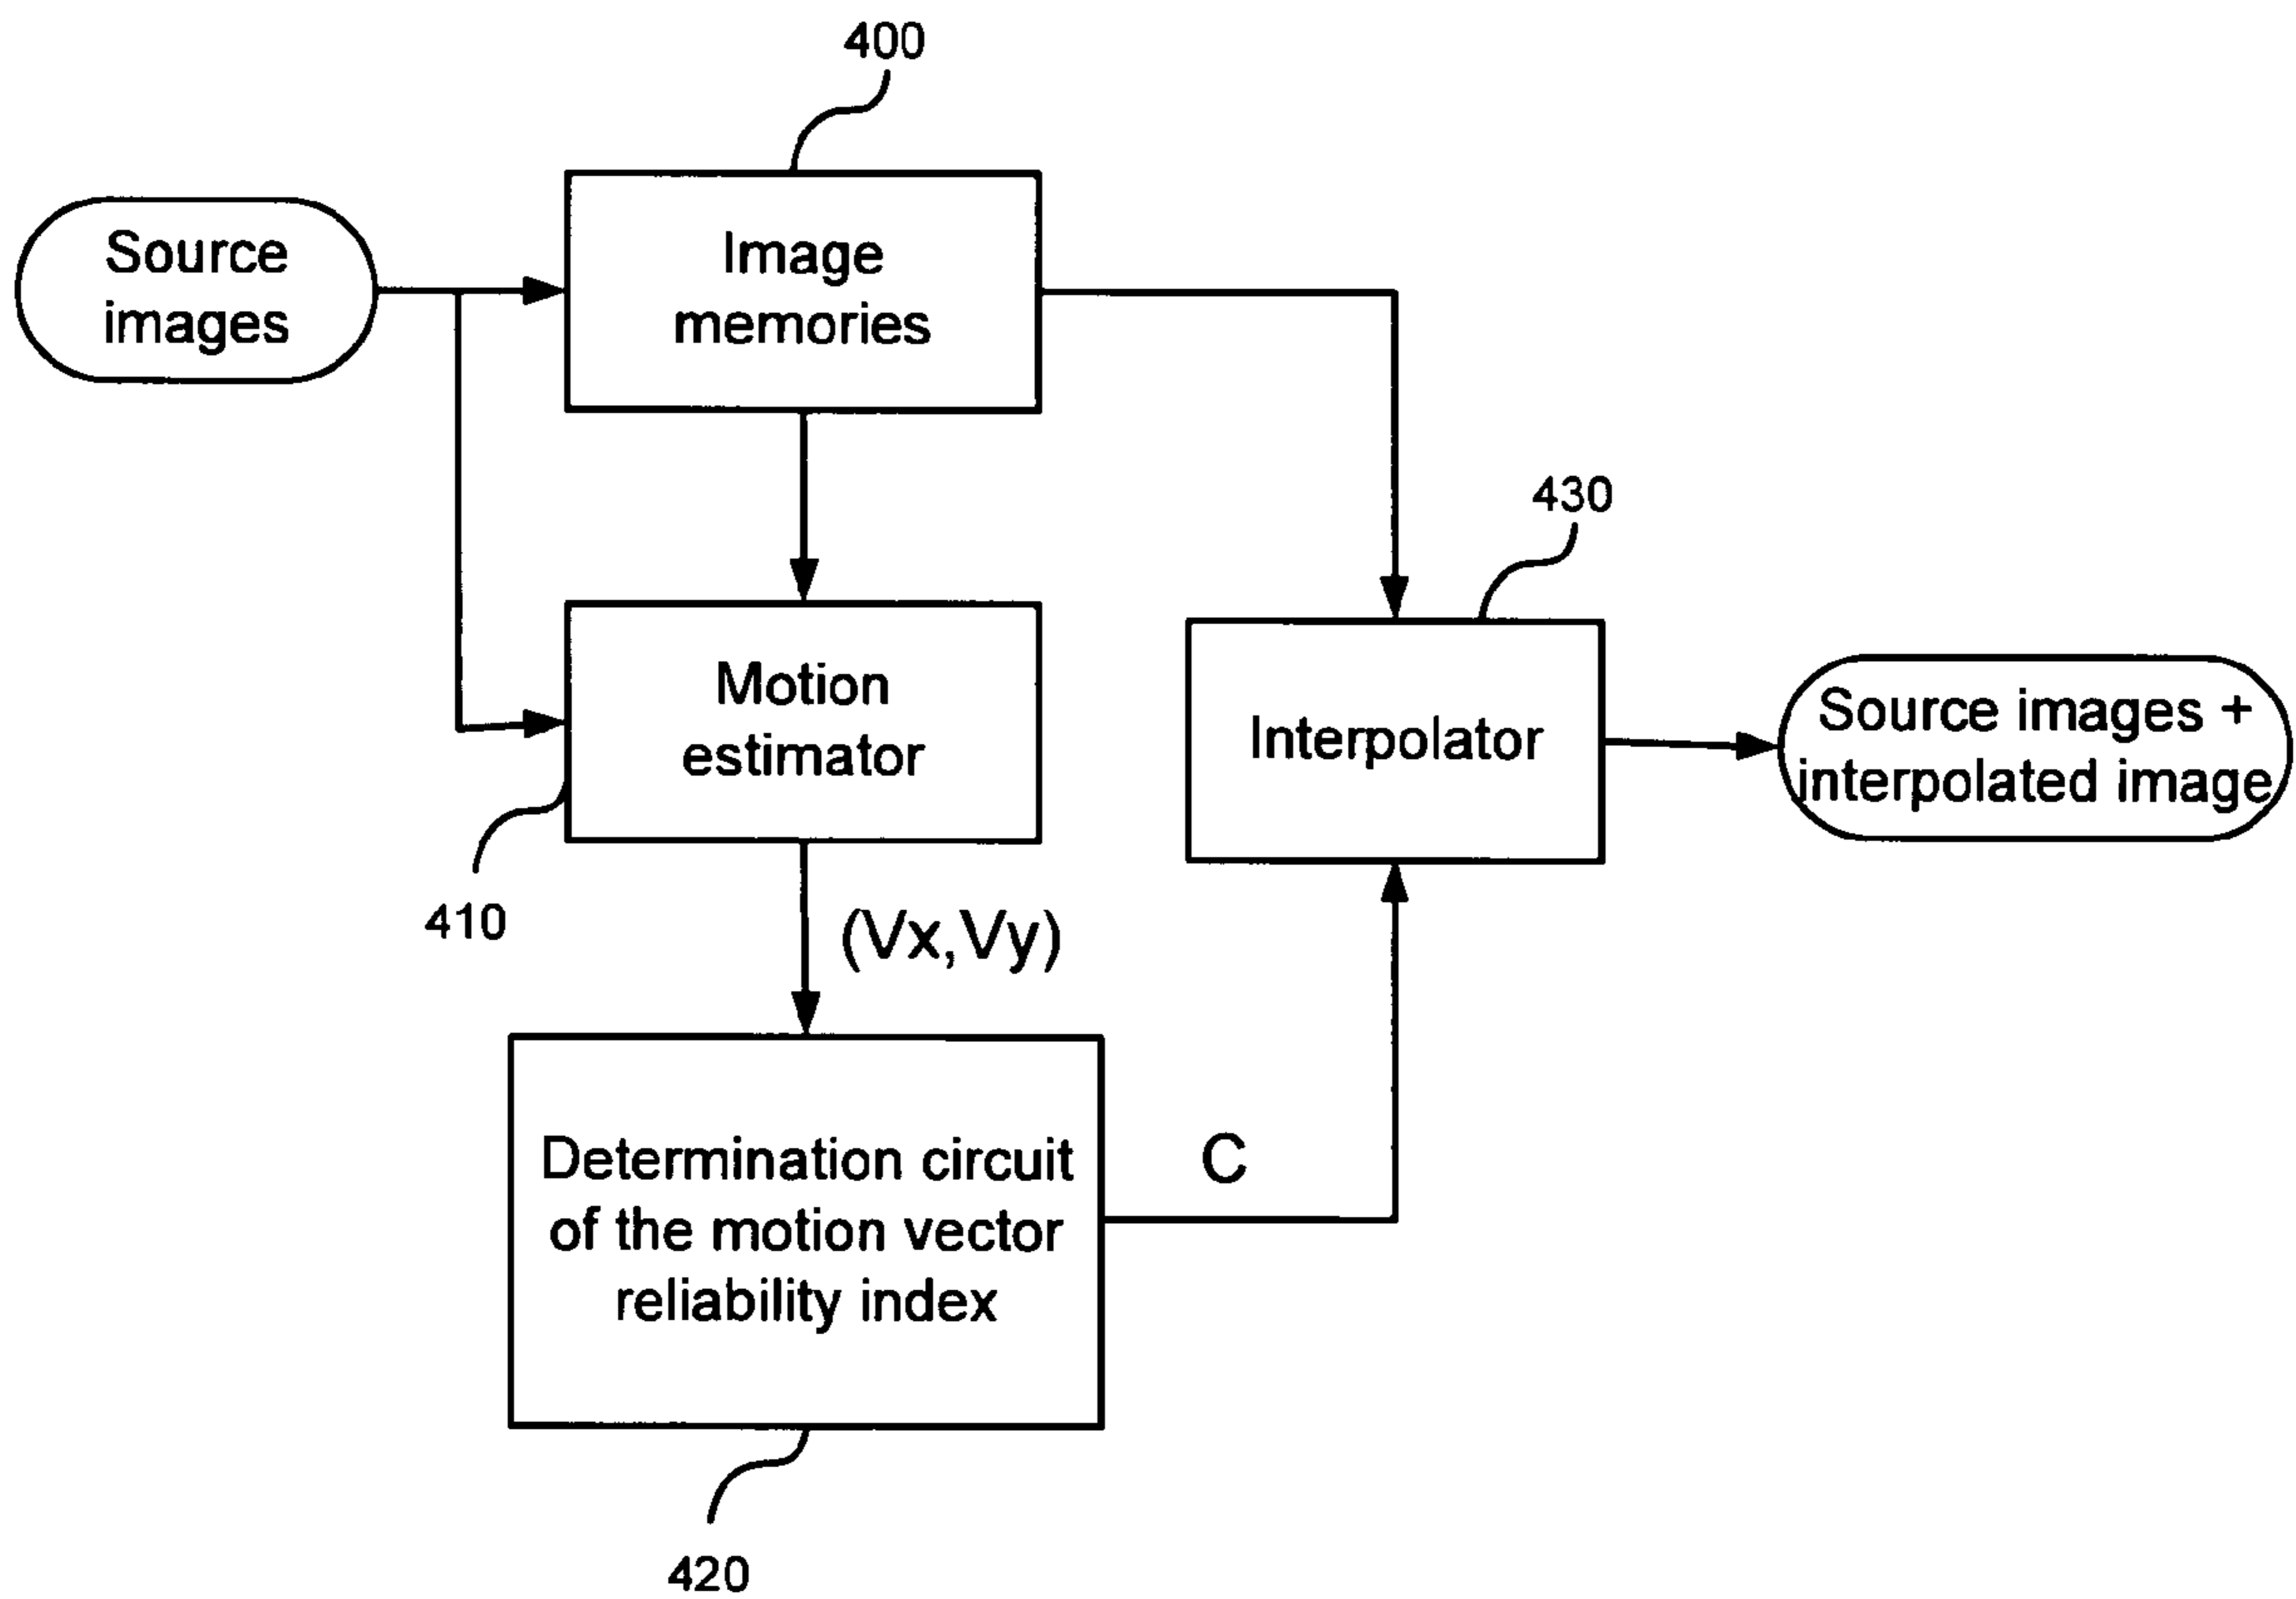 400
Source
images
Image
memories
430
Motion
estimator
Interpolator
Source images +
interpolated image
410
(Vx,Vy)
Determination circuit
of the motion vector
reliability index
C
420